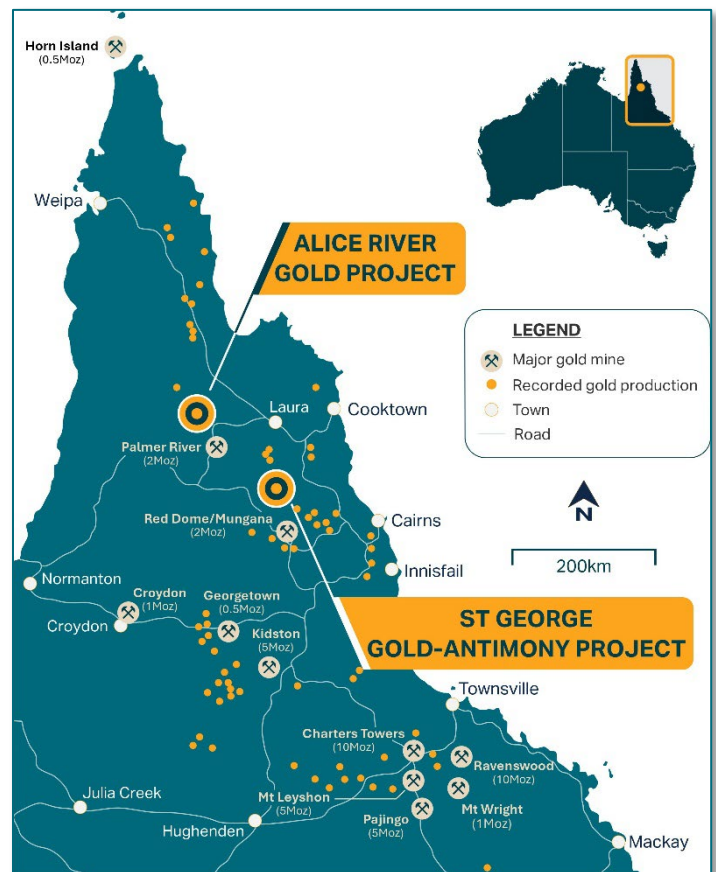 Horn Island
(0.5Moz)
Weipa
ALICE RIVER
GOLD PROJECT
LEGEND
Major gold mine
Recorded gold production
Town
Road
Laura
Cooktown
Palmer River
(2Moz)
N
200km
Red Dome/Mungana
(2Moz)
Cairns
Innisfail
Normanton
Croydon
(1Moz)
Georgetown
(0.5Moz)
Croydon
Kidston
(5Moz)
ST GEORGE
GOLD-ANTIMONY PROJECT
Townsville
Charters Towers
(10Moz)
Ravenswood
(10Moz)
Mt Leyshon
(5Moz)
Mt Wright
(1Moz)
Pajingo
(5Moz)
Julia Creek
Hughenden
Mackay